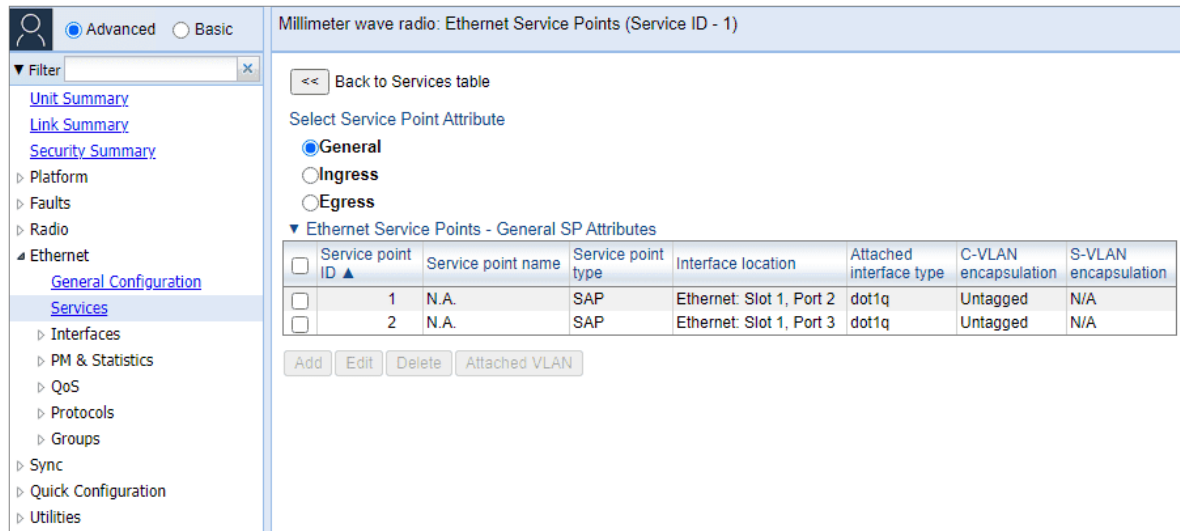 Advanced Basic
Filter
Unit Summary
Link Summary
Security Summary
Platform
Faults
Radio
Ethernet
General Configuration
Services
Interfaces
PM & Statistics
QoS
Protocols
Groups
Sync
Quick Configuration
Utilities
Millimeter wave radio: Ethernet Service Points (Service ID - 1)
<< Back to Services table
Select Service Point Attribute
General
Ingress
Egress
▼ Ethernet Service Points - General SP Attributes
Service point ID ▲ Service point name Service point type Interface location Attached interface type C-VLAN encapsulation S-VLAN encapsulation
1 N.A. SAP Ethernet: Slot 1, Port 2 dot1q Untagged N/A
2 N.A. SAP Ethernet: Slot 1, Port 3 dot1q Untagged N/A
Add Edit Delete Attached VLAN